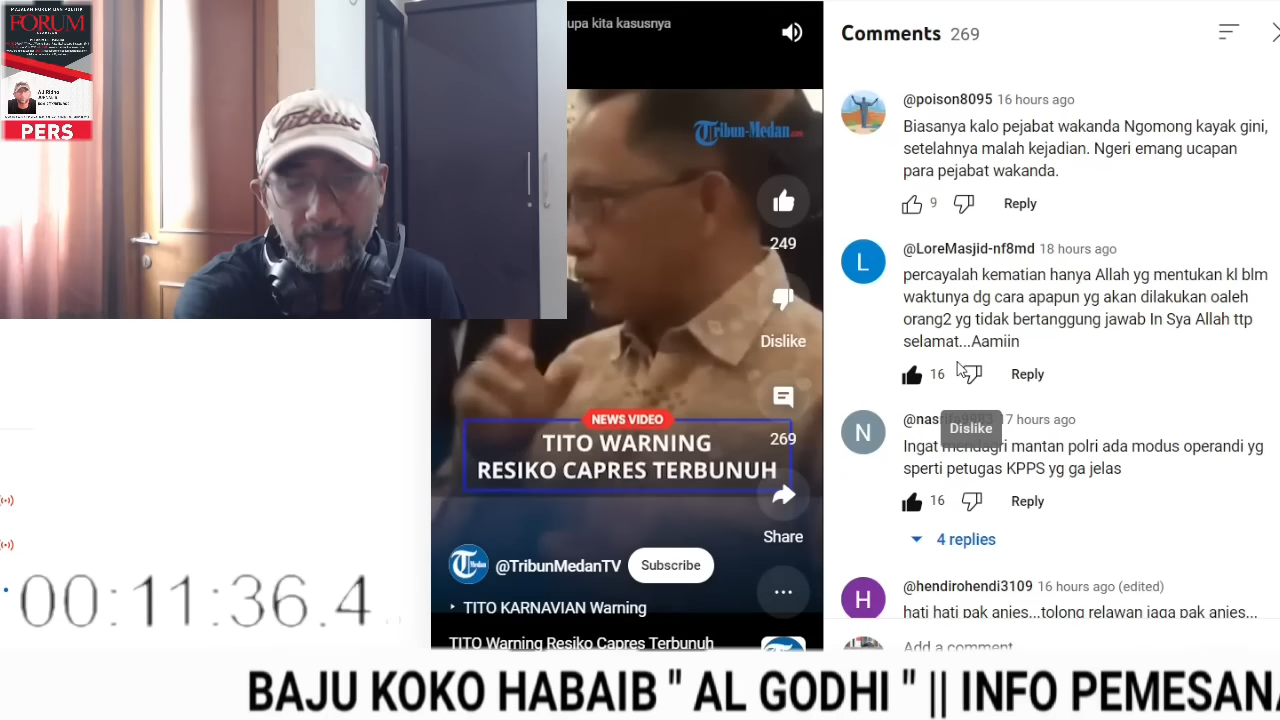 FORUM
PERS
upa kita kasusnya
Tribun-Medan.com
Titleist
249
Dislike
269
Share
NEWS VIDEO
TITO WARNING
RESIKO CAPRES TERBUNUH
@TribunMedanTV
Subscribe
TITO KARNAVIAN Warning
TITO Warning Resiko Capres Terbunuh
Comments 269
@poison8095 16 hours ago
Biasanya kalo pejabat wakanda Ngomong kayak gini,
setelahnya malah kejadian. Ngeri emang ucapan
para pejabat wakanda.
9 Reply
L
@LoreMasjid-nf8md 18 hours ago
percayalah kematian hanya Allah yg mentukan kl blm
waktunya dg cara apapun yg akan dilakukan oaleh
orang2 yg tidak bertanggung jawab In Sya Allah ttp
selamat...Aamiin
16 Reply
Dislike
N
17 hours ago
Ingat mendagri mantan polri ada modus operandi yg
sperti petugas KPPS yg ga jelas
16 Reply
4 replies
H
@hendirohendi3109 16 hours ago (edited)
hati hati pak anies...tolong relawan jaga pak anies...
Add a comment
00:11:36.4
BAJU KOKO HABAIB " AL GODHI " || INFO PEMESANA